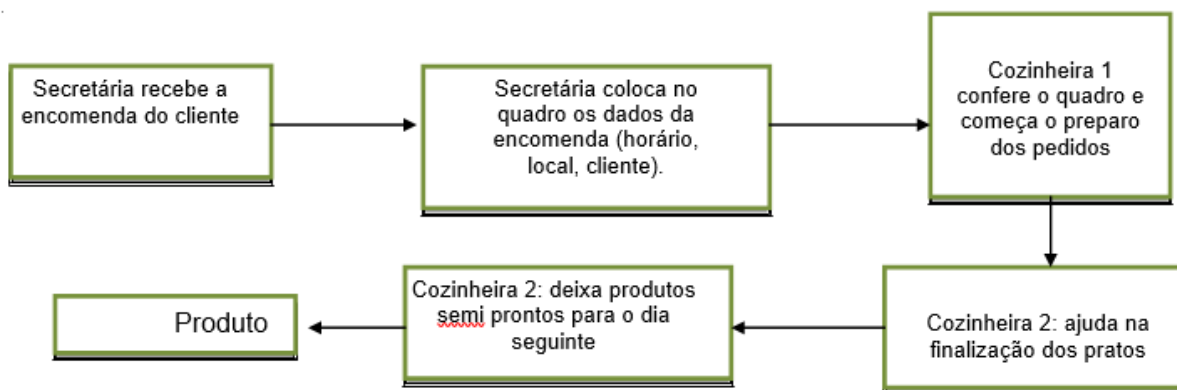 Secretária recebe a
encomenda do cliente
Secretária coloca no
quadro os dados da
encomenda (horário,
local, cliente).
Cozinheira 1
confere o quadro e
começa o preparo
dos pedidos
Cozinheira 2: ajuda na
finalização dos pratos
Cozinheira 2: deixa produtos
semi prontos para o dia
seguinte
Produto